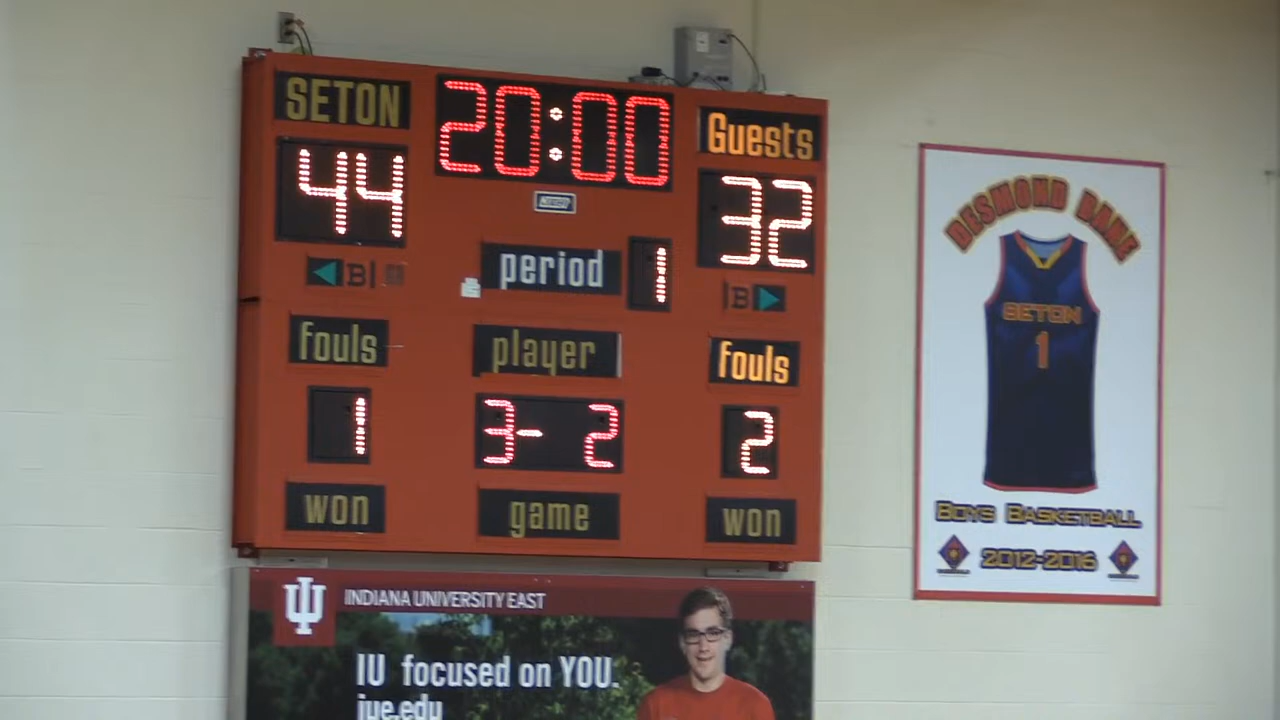 SETON
20:00
Guests
44
32
period
1
B
B
fouls
player
fouls
1
3- 2
2
won
game
won
DESMOND BANE
SETON
1
BOYS BASKETBALL
2012-2016
INDIANA UNIVERSITY EAST
IU focused on YOU.
iue.edu